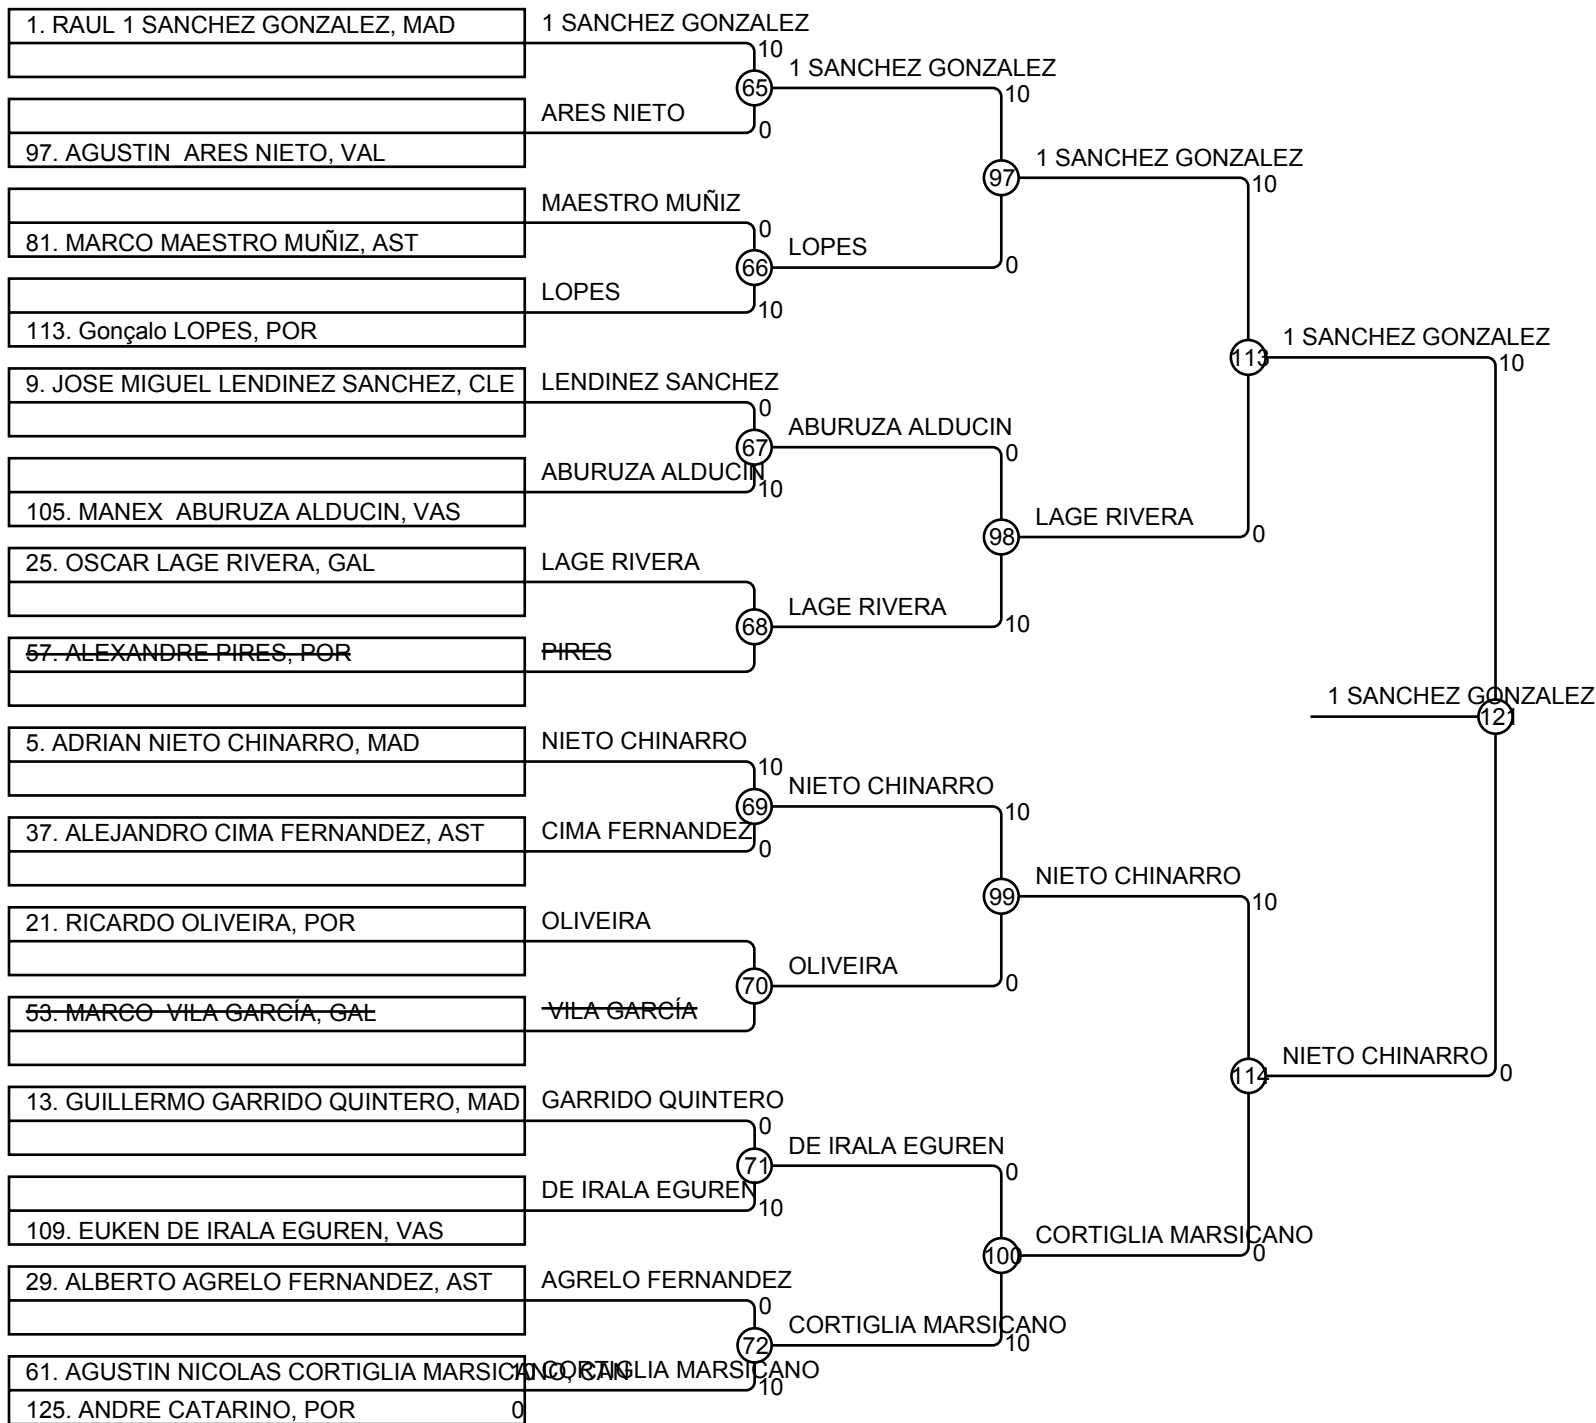 1. RAUL 1 SANCHEZ GONZALEZ, MAD
97. AGUSTIN  ARES NIETO, VAL
81. MARCO MAESTRO MUÑIZ, AST
113. Gonçalo LOPES, POR
9. JOSE MIGUEL LENDINEZ SANCHEZ, CLE
105. MANEX  ABURUZA ALDUCIN, VAS
25. OSCAR LAGE RIVERA, GAL
57. ALEXANDRE PIRES, POR
5. ADRIAN NIETO CHINARRO, MAD
37. ALEJANDRO CIMA FERNANDEZ, AST
21. RICARDO OLIVEIRA, POR
53. MARCO  VILA GARCÍA, GAL
13. GUILLERMO GARRIDO QUINTERO, MAD
109. EUKEN DE IRALA EGUREN, VAS
29. ALBERTO AGRELO FERNANDEZ, AST
61. AGUSTIN NICOLAS CORTIGLIA MARSICANO, CAN 10
125. ANDRE CATARINO, POR 0
1 SANCHEZ GONZALEZ
10
65
ARES NIETO
0
MAESTRO MUÑIZ
0
66
LOPES
10
LENDINEZ SANCHEZ
0
67
ABURUZA ALDUCIN
10
LAGE RIVERA
68
PIRES
NIETO CHINARRO
10
69
CIMA FERNANDEZ
0
OLIVEIRA
70
VILA GARCÍA
GARRIDO QUINTERO
0
71
DE IRALA EGUREN
10
AGRELO FERNANDEZ
0
72
CORTIGLIA MARSICANO
10
1 SANCHEZ GONZALEZ
10
97
LOPES
0
ABURUZA ALDUCIN
0
98
LAGE RIVERA
10
NIETO CHINARRO
10
99
OLIVEIRA
0
DE IRALA EGUREN
0
100
CORTIGLIA MARSICANO
10
1 SANCHEZ GONZALEZ
10
113
LAGE RIVERA
0
NIETO CHINARRO
10
114
CORTIGLIA MARSICANO
0
1 SANCHEZ GONZALEZ
10
1 SANCHEZ GONZALEZ
121
NIETO CHINARRO
0